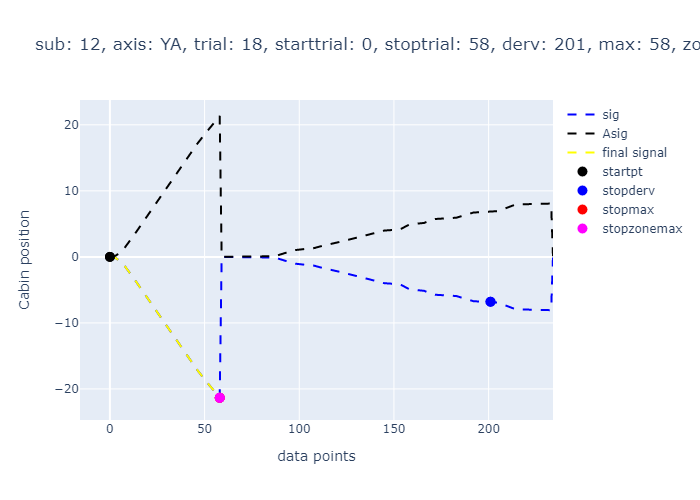 sub: 12, axis: YA, trial: 18, starttrial: 0, stoptrial: 58, derv: 201, max: 58, zo
20
10
0
−10
−20
Cabin position
0
50
100
150
200
data points
sig
Asig
final signal
startpt
stopderv
stopmax
stopzonemax